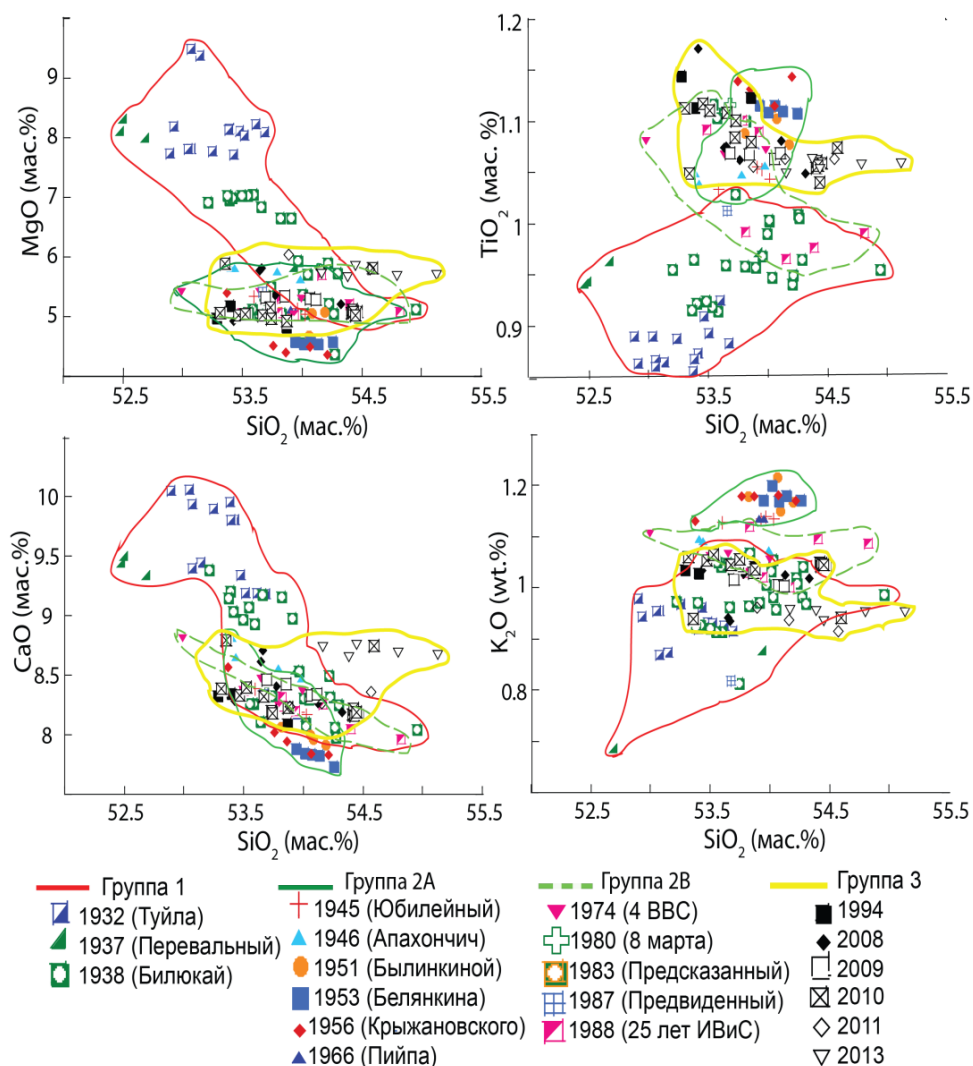 MgO (мас.%)
9
8
7
6
5
52.5 53.5 54.5 55.5
SiO2 (мас.%)
TiO2 (мас. %)
1.2
1.1
1
0.9
52.5 53.5 54.5 55.5
SiO2 (мас.%)
CaO (мас.%)
10
9.5
9
8.5
8
52.5 53.5 54.5 55.5
SiO2 (мас.%)
K2O (wt.%)
1.2
1
0.8
52.5 53.5 54.5 55.5
SiO2 (мас.%)
Группа 1
1932 (Туйла)
1937 (Перевальный)
1938 (Билюкай)
Группа 2А
1945 (Юбилейный)
1946 (Апахончич)
1951 (Былинкиной)
1953 (Белянкина)
1956 (Крыжановского)
1966 (Пийпа)
Группа 2В
1974 (4 ВВС)
1980 (8 марта)
1983 (Предсказанный)
1987 (Предвиденный)
1988 (25 лет ИВиС)
Группа 3
1994
2008
2009
2010
2011
2013